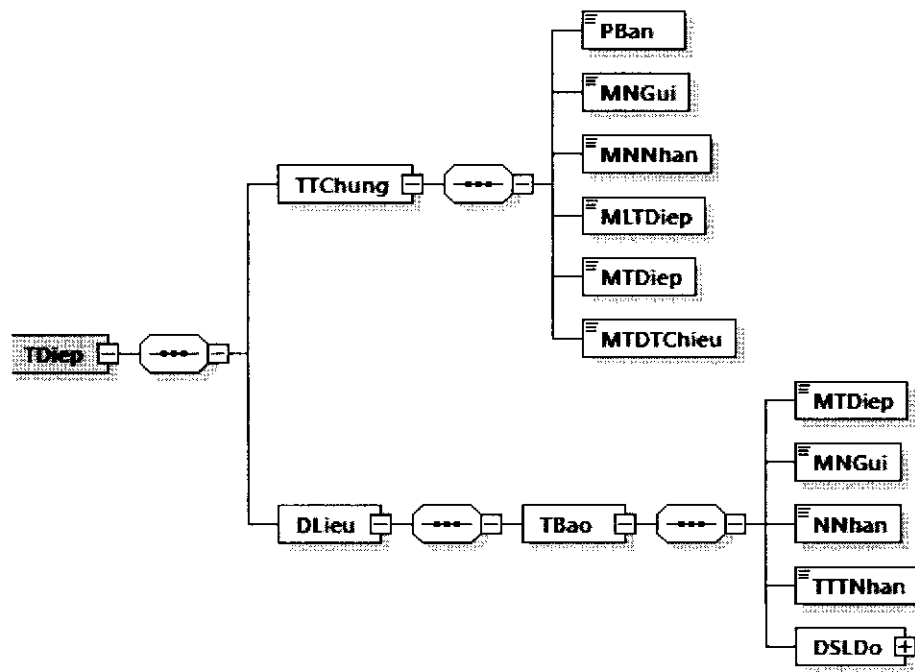 PBan
MNGui
MNNhan
TTChung
MLTDiep
MTDiep
MTDTChieu
TDiep
MTDiep
MNGui
DLieu
TBao
NNhan
TTTNhan
DSLDo